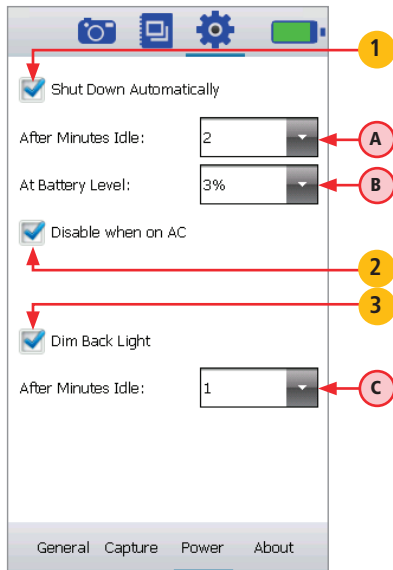 1
Shut Down Automatically
After Minutes Idle: 2 A
At Battery Level: 3% B
Disable when on AC
2
3
Dim Back Light
After Minutes Idle: 1 C
General Capture Power About